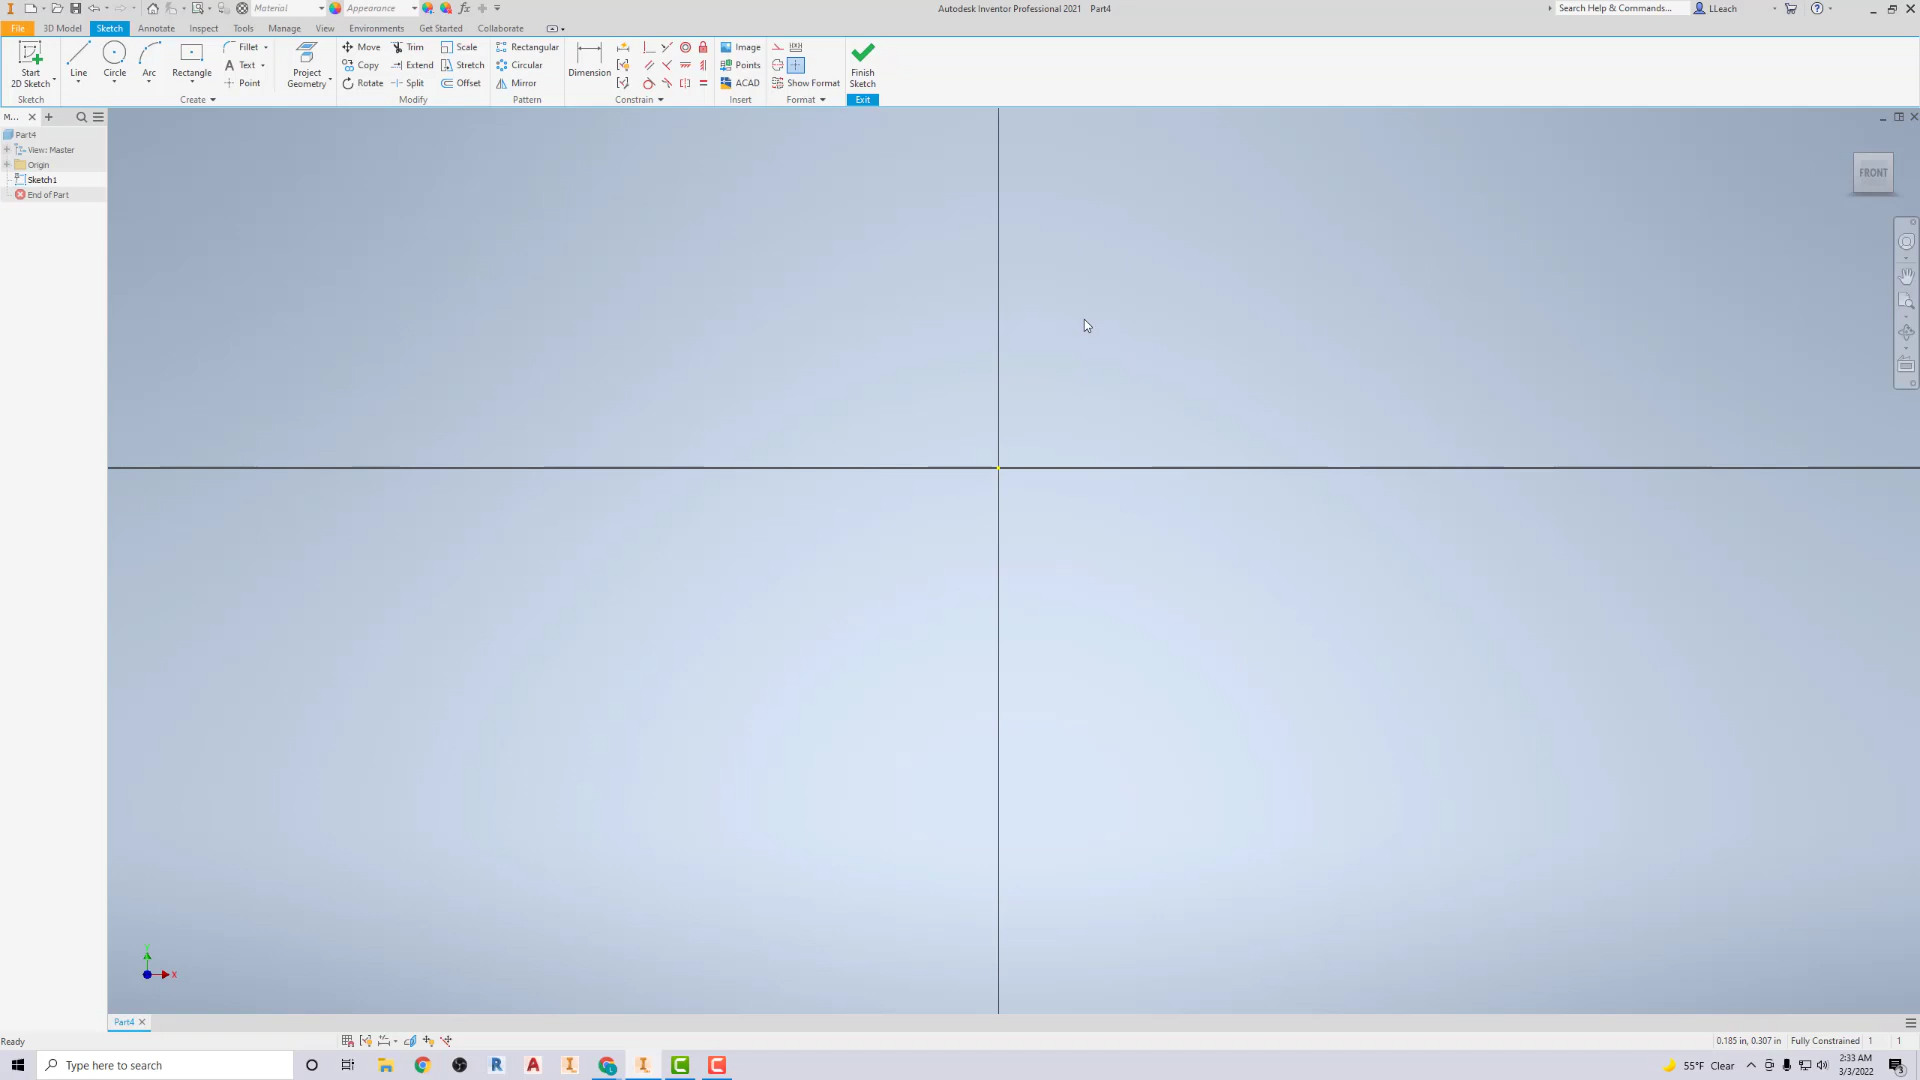 Material
Appearance
fx
Autodesk Inventor Professional 2021 Part4
Search Help & Commands...
LLeach
File
3D Model
Sketch
Annotate
Inspect
Tools
Manage
View
Environments
Get Started
Collaborate
Start
2D Sketch
Line
Circle
Arc
Rectangle
Fillet
Text
Point
Project
Geometry
Move
Copy
Rotate
Trim
Extend
Split
Scale
Stretch
Offset
Rectangular
Circular
Mirror
Dimension
Image
Points
ACAD
Show Format
Finish
Sketch
Sketch
Create
Modify
Pattern
Constrain
Insert
Format
Exit
M...
Part4
View: Master
Origin
Sketch1
End of Part
FRONT
Y
X
Part4
Ready
0.185 in, 0.307 in Fully Constrained 1 1
Type here to search
55°F Clear
2:33 AM
3/3/2022
3